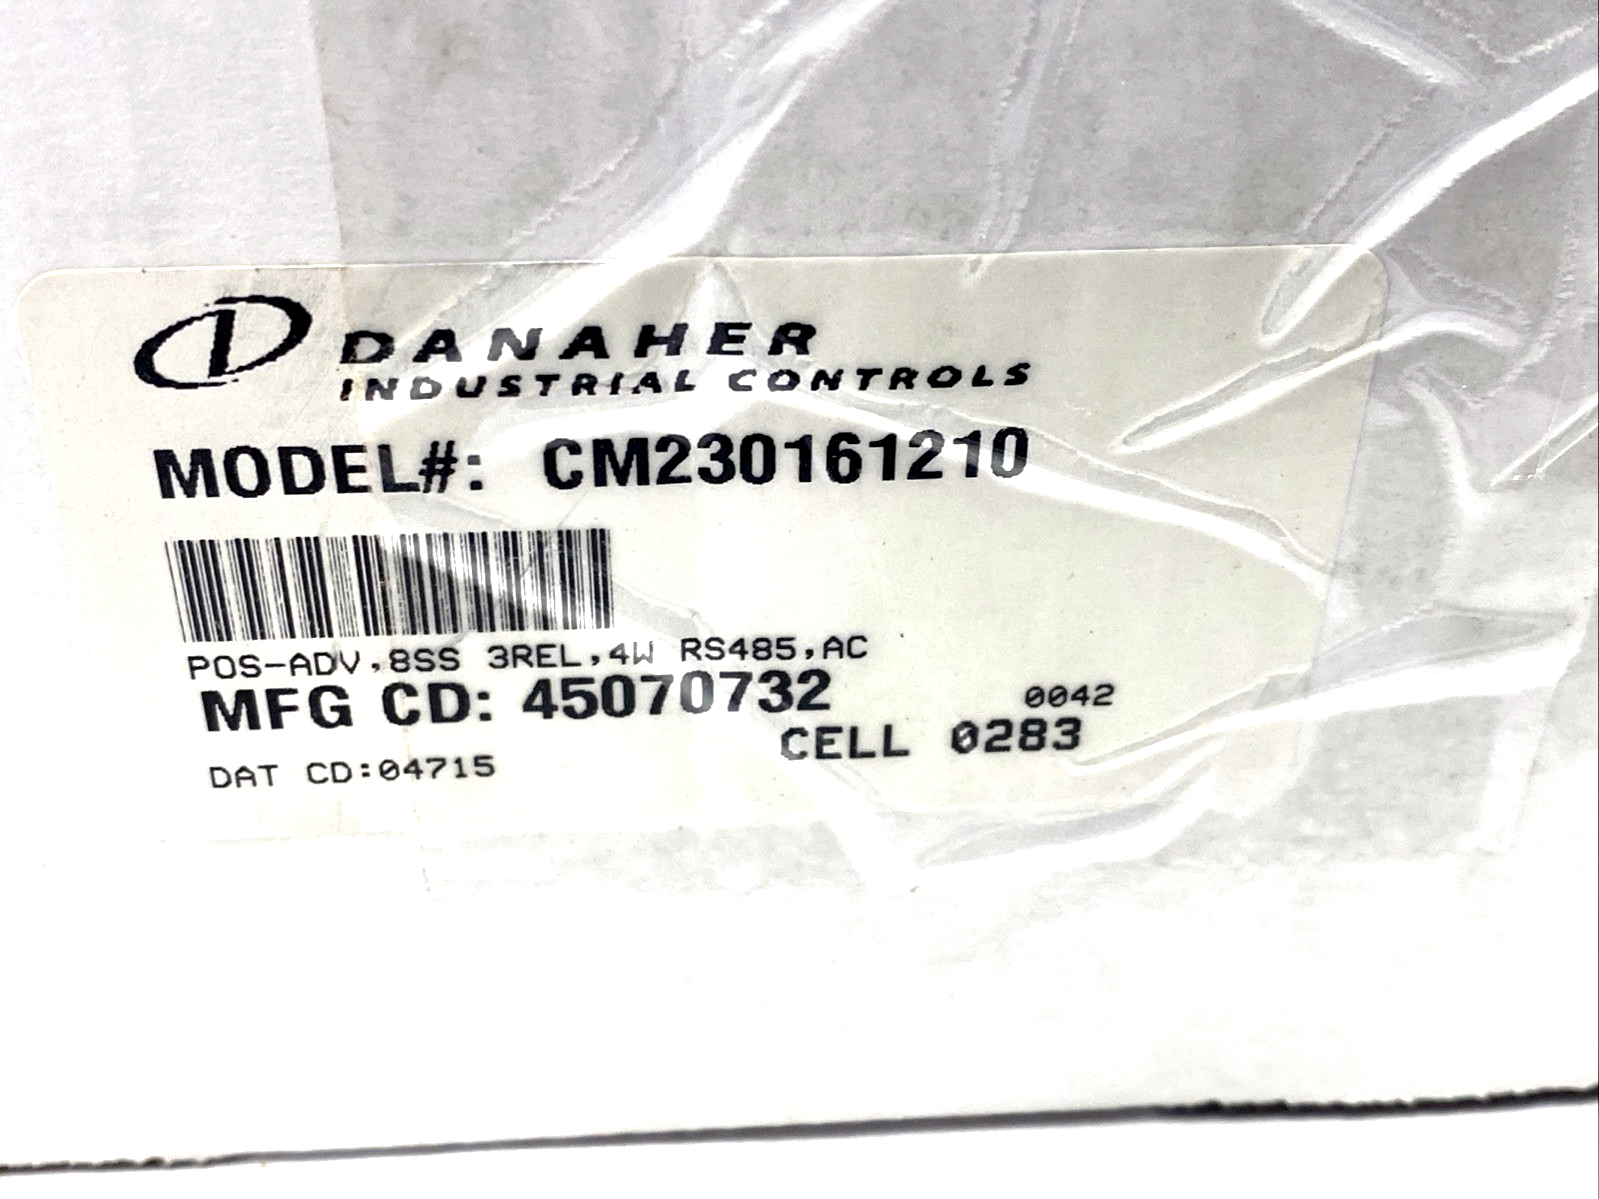 DANAHER
INDUSTRIAL CONTROLS
MODEL#: CM230161210
POS-ADV,8SS 3REL,4W RS485,AC
MFG CD: 45070732
0042
CELL 0283
DAT CD:04715